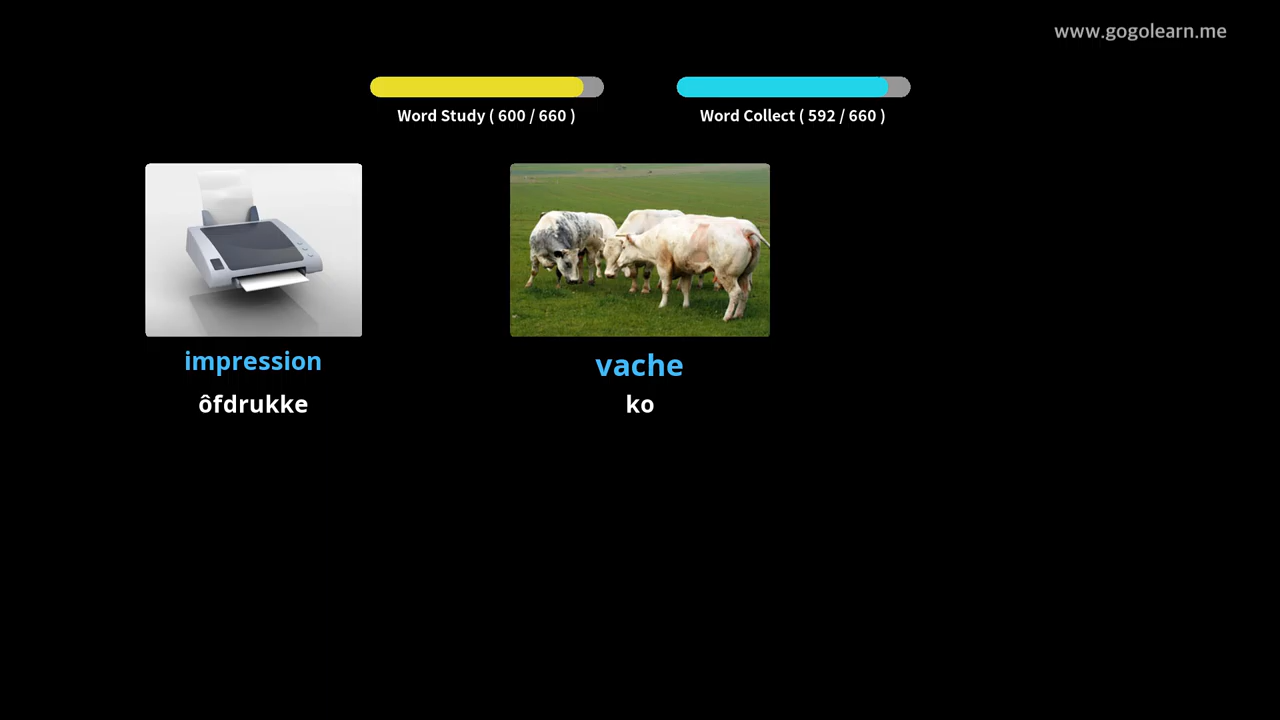 www.gogolearn.me
Word Study ( 600 / 660 )
Word Collect ( 592 / 660 )
impression
ôfdrukke
vache
ko